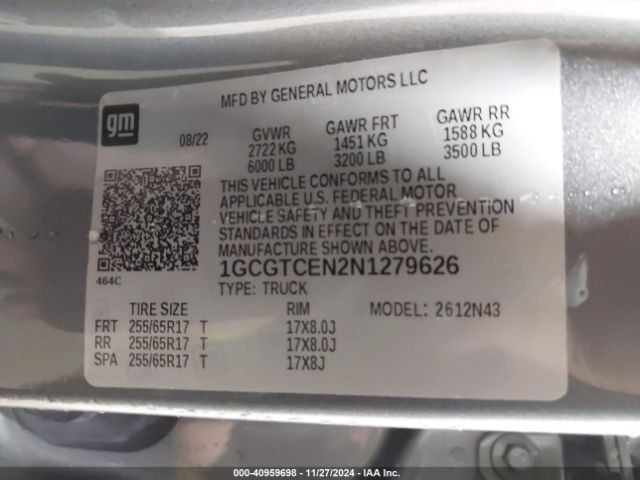 MFD BY GENERAL MOTORS LLC
gm
08/22
GVWR GAWR FRT GAWR RR
2722 KG 1451 KG 1588 KG
6000 LB 3200 LB 3500 LB
THIS VEHICLE CONFORMS TO ALL
APPLICABLE U.S. FEDERAL MOTOR
VEHICLE SAFETY AND THEFT PREVENTION
STANDARDS IN EFFECT ON THE DATE OF
MANUFACTURE SHOWN ABOVE.
1GCGTCEN2N1279626
464C
TYPE: TRUCK
TIRE SIZE RIM MODEL: 2612N43
FRT 255/65R17 T 17X8.0J
RR 255/65R17 T 17X8.0J
SPA 255/65R17 T 17X8J
000-40959698 - 11/27/2024 - IAA Inc.